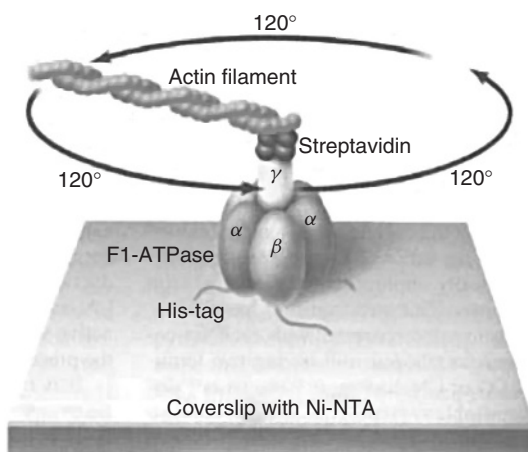 120°
Actin filament
Streptavidin
γ
120°
120°
α
α
β
F1-ATPase
His-tag
Coverslip with Ni-NTA